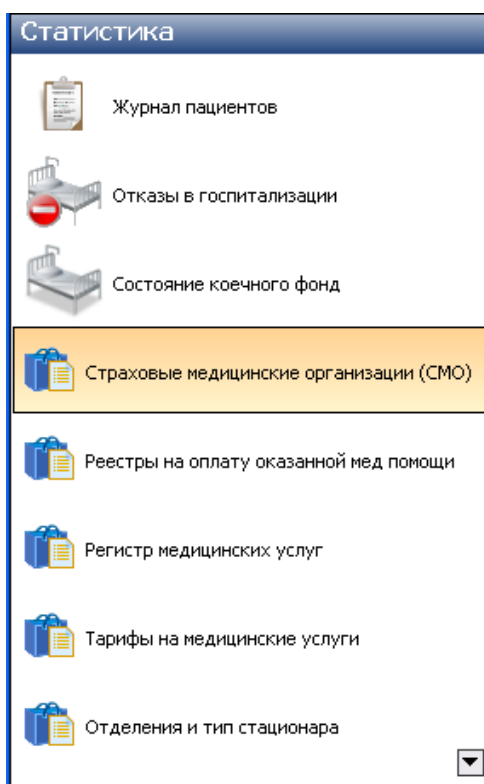 Статистика
Журнал пациентов
Отказы в госпитализации
Состояние коечного фонд
Страховые медицинские организации (СМО)
Реестры на оплату оказанной мед помощи
Регистр медицинских услуг
Тарифы на медицинские услуги
Отделения и тип стационара